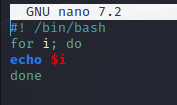 GNU nano 7.2
#! /bin/bash
for i; do
echo $i
done